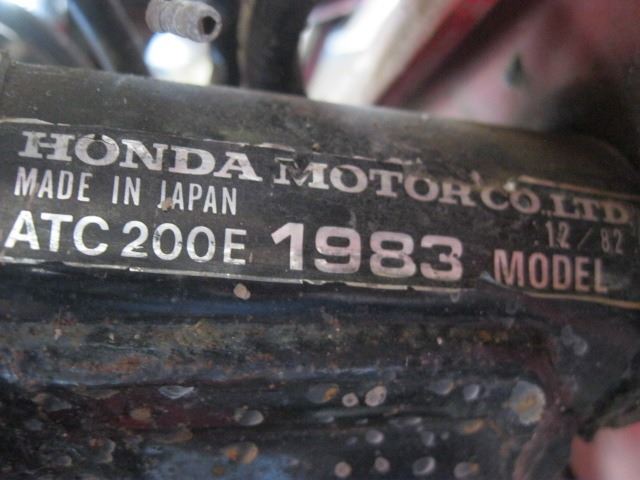 HONDA MOTOR CO.,LTD
MADE IN JAPAN 12/82
ATC 200E 1983 MODEL